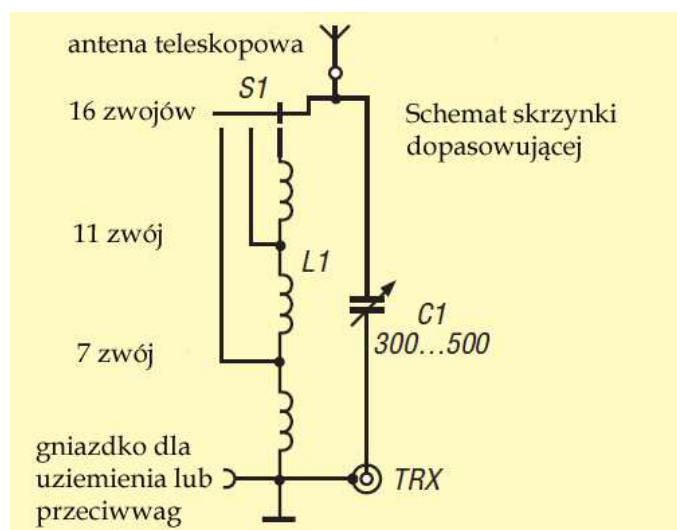 antena teleskopowa
S1
16 zwojów
Schemat skrzynki
dopasowującej
11 zwój
L1
C1
300...500
7 zwój
gniazdko dla
uziemienia lub
przeciwwag
TRX